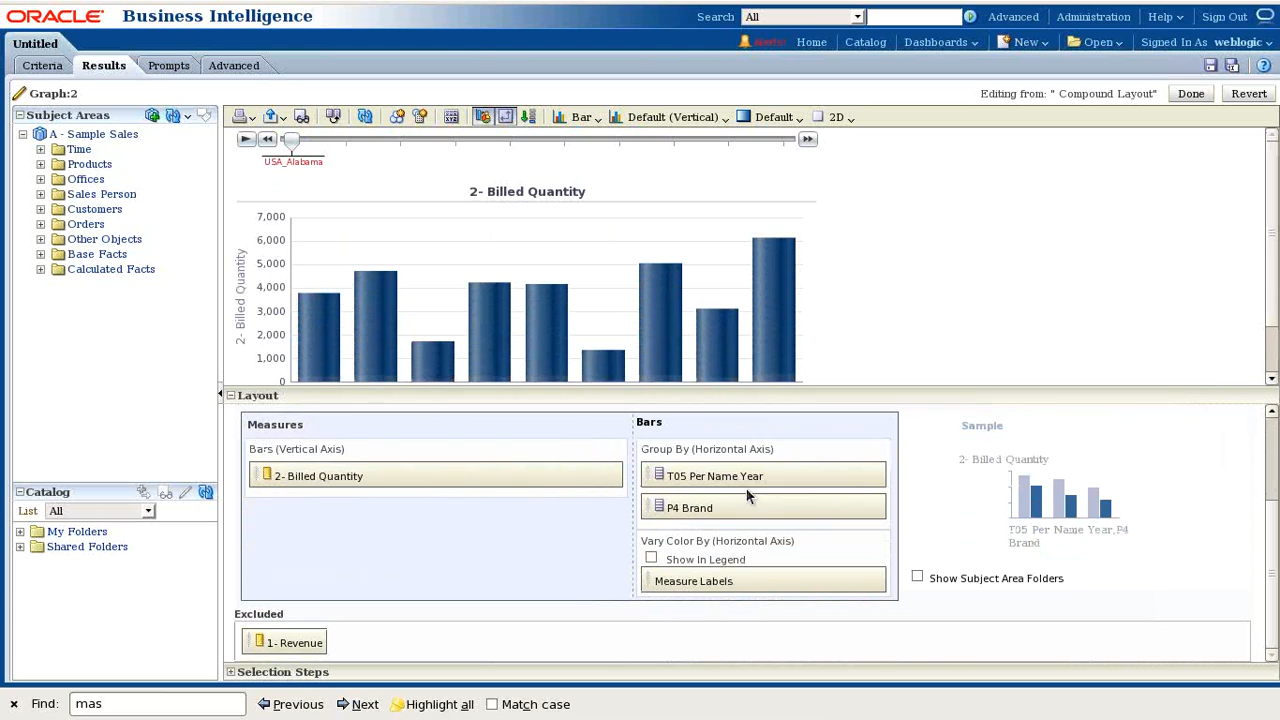 ORACLE Business Intelligence
Search All Advanced Administration Help Sign Out
Untitled
Home Catalog Dashboards New Open Signed In As weblogic
Criteria Results Prompts Advanced
Graph:2
Editing from: " Compound Layout" Done Revert
Subject Areas
Bar Default (Vertical) Default 2D
A - Sample Sales
Time
Products
Offices
Sales Person
Customers
Orders
Other Objects
Base Facts
Calculated Facts
USA_Alabama
2- Billed Quantity
2- Billed Quantity
7,000
6,000
5,000
4,000
3,000
2,000
1,000
0
Layout
Measures
Bars (Vertical Axis)
2- Billed Quantity
Bars
Group By (Horizontal Axis)
T05 Per Name Year
P4 Brand
Vary Color By (Horizontal Axis)
Show In Legend
Measure Labels
Sample
2- Billed Quantity
T05 Per Name Year,P4
Brand
Show Subject Area Folders
Catalog
List All
My Folders
Shared Folders
Excluded
1- Revenue
Selection Steps
Find: mas Previous Next Highlight all Match case